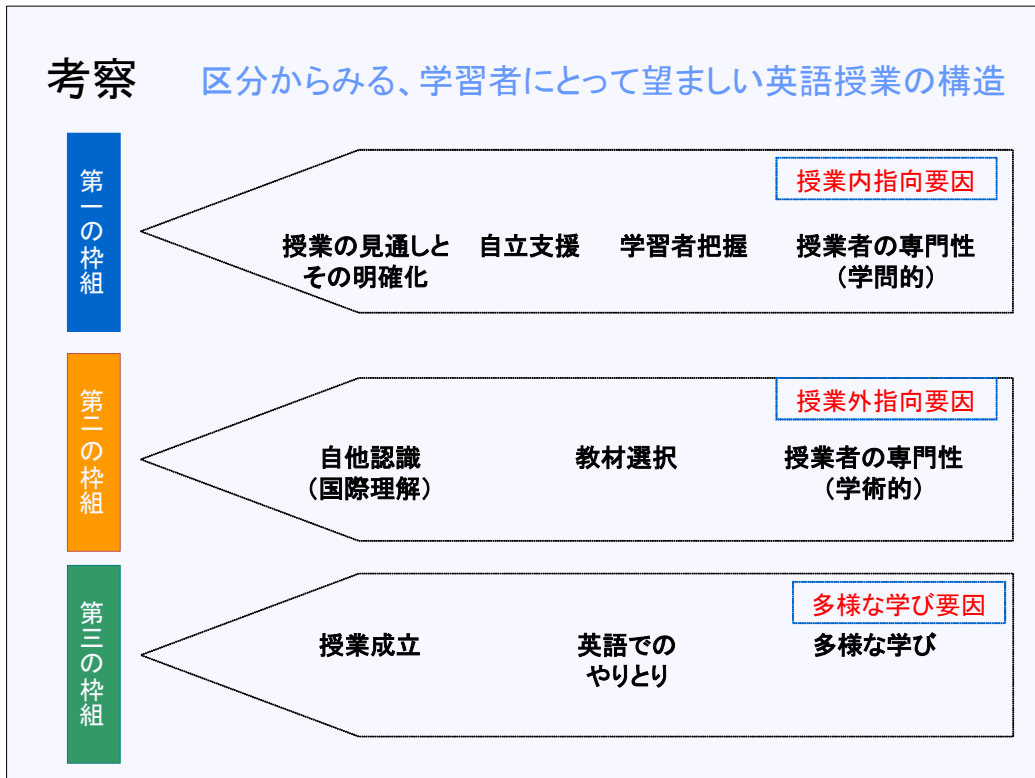 考察
区分からみる、学習者にとって望ましい英語授業の構造
第一の枠組
授業内指向要因
授業の見通しと
その明確化
自立支援
学習者把握
授業者の専門性
(学問的)
第二の枠組
授業外指向要因
自他認識
(国際理解)
教材選択
授業者の専門性
(学術的)
第三の枠組
多様な学び要因
授業成立
英語での
やりとり
多様な学び